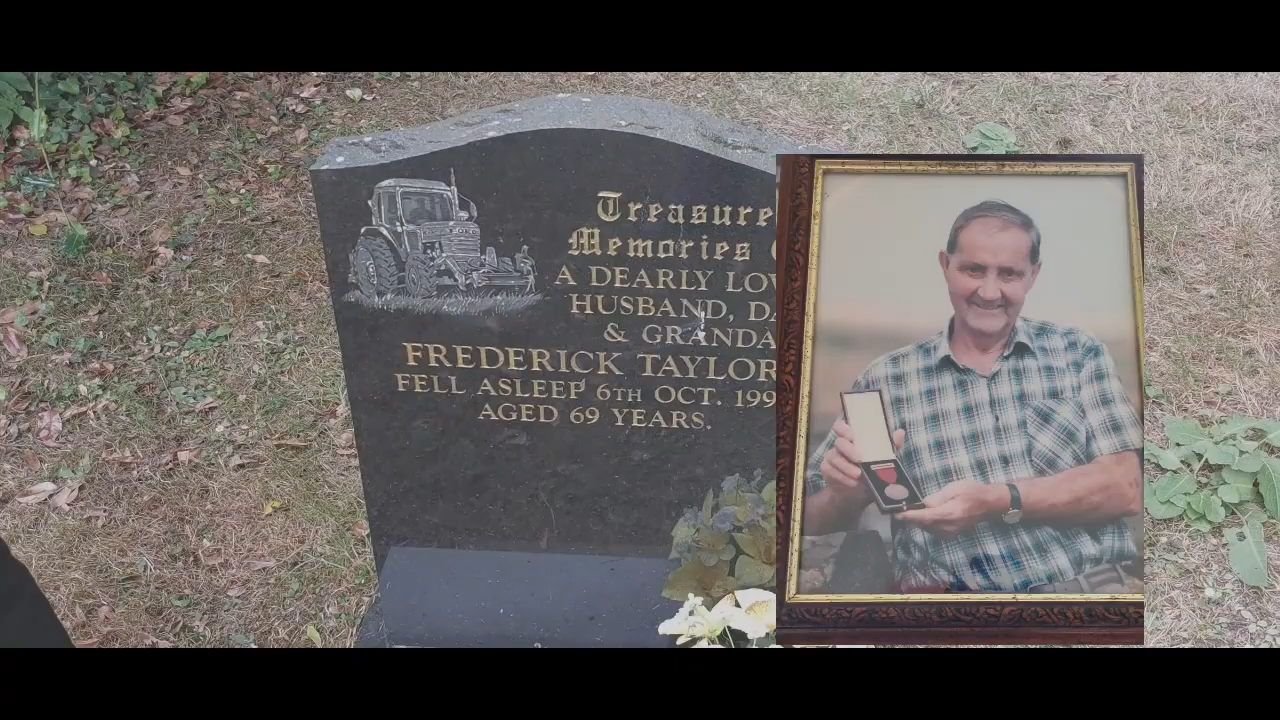 Treasure
Memories
A DEARLY LOV
HUSBAND, DA
& GRANDA
FREDERICK TAYLOR
FELL ASLEEP 6TH OCT. 199
AGED 69 YEARS.